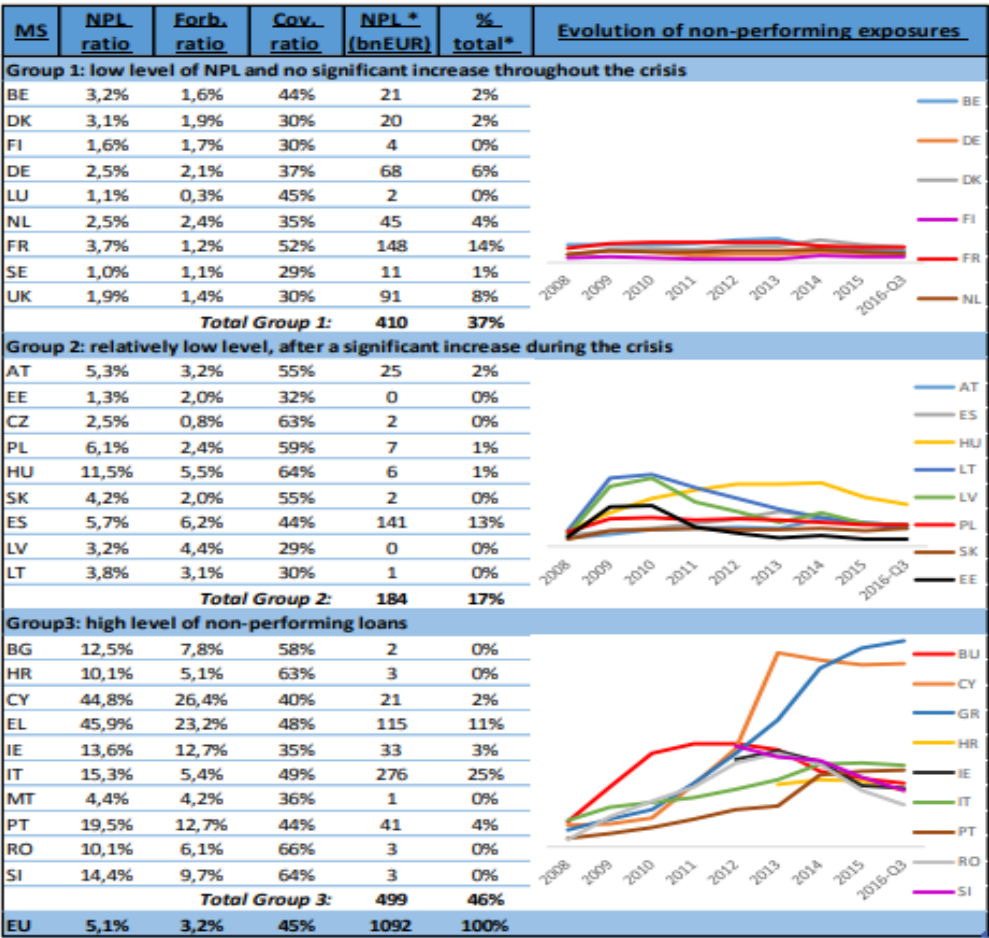 MS NPL ratio Forb. ratio Cov. ratio NPL * (bnEUR) % total* Evolution of non-performing exposures
Group 1: low level of NPL and no significant increase throughout the crisis
BE 3,2% 1,6% 44% 21 2%
DK 3,1% 1,9% 30% 20 2%
FI 1,6% 1,7% 30% 4 0%
DE 2,5% 2,1% 37% 68 6%
LU 1,1% 0,3% 45% 2 0%
NL 2,5% 2,4% 35% 45 4%
FR 3,7% 1,2% 52% 148 14%
SE 1,0% 1,1% 29% 11 1%
UK 1,9% 1,4% 30% 91 8%
Total Group 1: 410 37%
BE
DE
DK
FI
FR
NL
2008 2009 2010 2011 2012 2013 2014 2015 2016-Q3
Group 2: relatively low level, after a significant increase during the crisis
AT 5,3% 3,2% 55% 25 2%
EE 1,3% 2,0% 32% 0 0%
CZ 2,5% 0,8% 63% 2 0%
PL 6,1% 2,4% 59% 7 1%
HU 11,5% 5,5% 64% 6 1%
SK 4,2% 2,0% 55% 2 0%
ES 5,7% 6,2% 44% 141 13%
LV 3,2% 4,4% 29% 0 0%
LT 3,8% 3,1% 30% 1 0%
Total Group 2: 184 17%
AT
ES
HU
LT
LV
PL
SK
EE
2008 2009 2010 2011 2012 2013 2014 2015 2016-Q3
Group3: high level of non-performing loans
BG 12,5% 7,8% 58% 2 0%
HR 10,1% 5,1% 63% 3 0%
CY 44,8% 26,4% 40% 21 2%
EL 45,9% 23,2% 48% 115 11%
IE 13,6% 12,7% 35% 33 3%
IT 15,3% 5,4% 49% 276 25%
MT 4,4% 4,2% 36% 1 0%
PT 19,5% 12,7% 44% 41 4%
RO 10,1% 6,1% 66% 3 0%
SI 14,4% 9,7% 64% 3 0%
Total Group 3: 499 46%
BU
CY
GR
HR
IE
IT
PT
RO
SI
2008 2009 2010 2011 2012 2013 2014 2015 2016-Q3
EU 5,1% 3,2% 45% 1092 100%